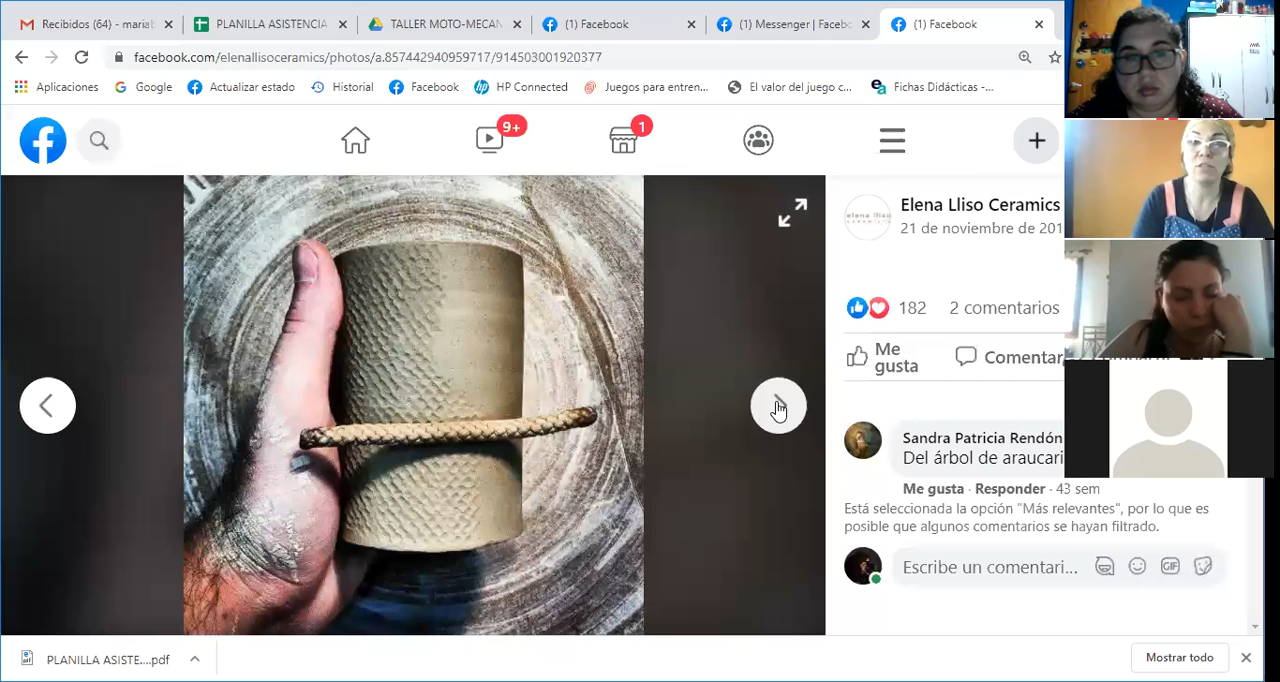 Recibidos (64) - maria
PLANILLA ASISTENCIA
TALLER MOTO-MECAN
(1) Facebook
(1) Messenger | Faceb
(1) Facebook
facebook.com/elenallisoceramics/photos/a.857442940959717/914503001920377
Aplicaciones
Google
Actualizar estado
Historial
Facebook
HP Connected
Juegos para entren...
El valor del juego c...
Fichas Didácticas -...
9+
1
elena lliso
Elena Lliso Ceramics
21 de noviembre de 201
182
2 comentarios
Me gusta
Comentar
Sandra Patricia Rendón
Del árbol de araucari
Me gusta · Responder · 43 sem
Está seleccionada la opción "Más relevantes", por lo que es
posible que algunos comentarios se hayan filtrado.
Escribe un comentari...
GIF
PLANILLA ASISTE....pdf
Mostrar todo